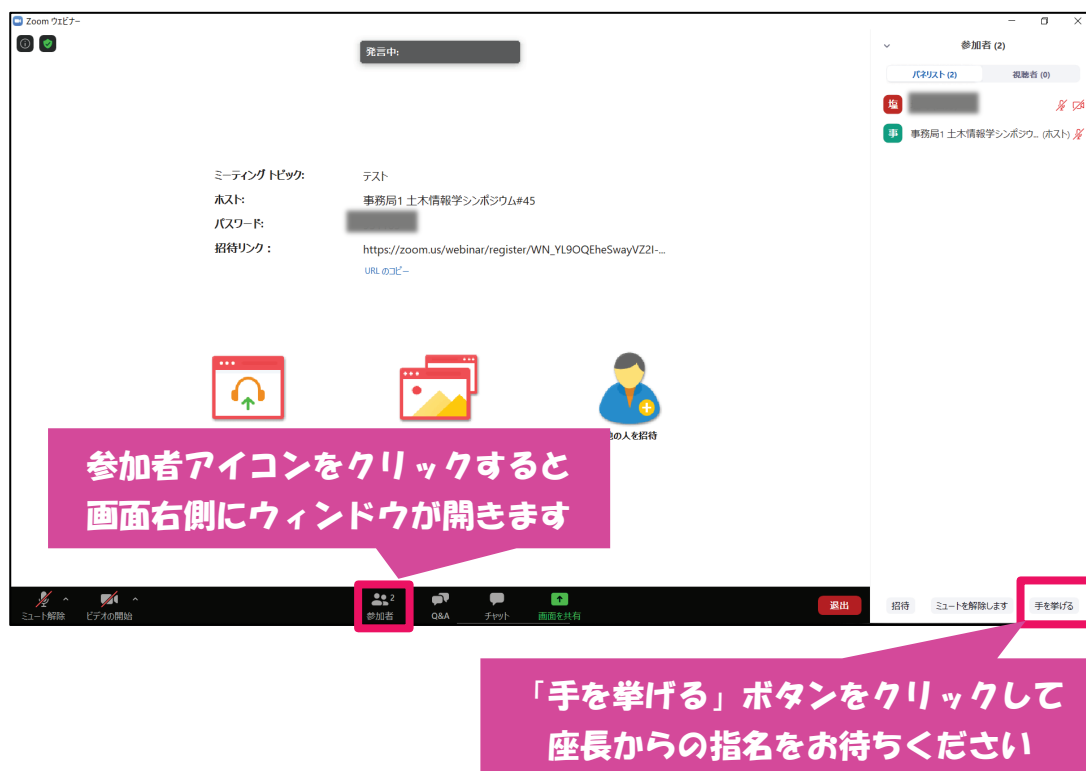 Zoom ウェビナー
発言中:
参加者 (2)
パネリスト (2)
視聴者 (0)
塩
事 事務局1 土木情報学シンポジウ... (ホスト)
ミーティング トピック: テスト
ホスト: 事務局1 土木情報学シンポジウム#45
パスワード:
招待リンク: https://zoom.us/webinar/register/WN_YL9OQEheSwayVZ2I-...
URL のコピー
の人を招待
参加者アイコンをクリックすると
画面右側にウィンドウが開きます
ミュート解除
ビデオの開始
2
参加者
Q&A
チャット
画面を共有
退出
招待
ミュートを解除します
手を挙げる
「手を挙げる」ボタンをクリックして
座長からの指名をお待ちください